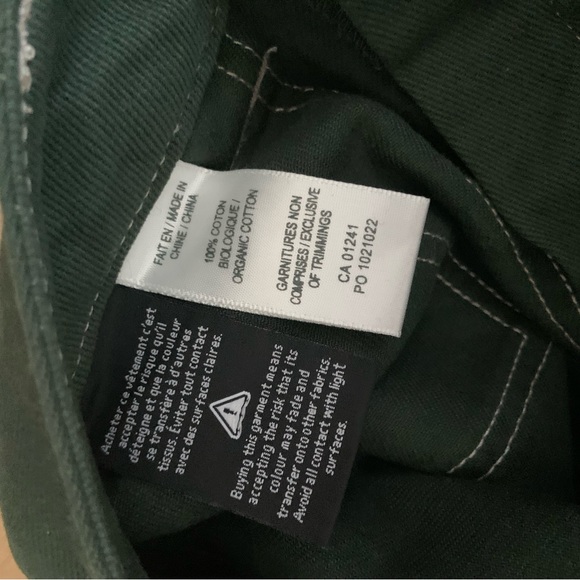 FAIT EN / MADE IN
CHINE / CHINA
100% COTON
BIOLOGIQUE /
ORGANIC COTTON
GARNITURES NON
COMPRISES / EXCLUSIVE
OF TRIMMINGS
CA 01241
PO 1021022
Acheter ce vêtement c'est
accepter le risque qu'il
déteigne et que la couleur
se transfère à d'autres
tissus. Éviter tout contact
avec des surfaces claires.
Buying this garment means
accepting the risk that its
colour may fade and
transfer onto other fabrics.
Avoid all contact with light
surfaces.